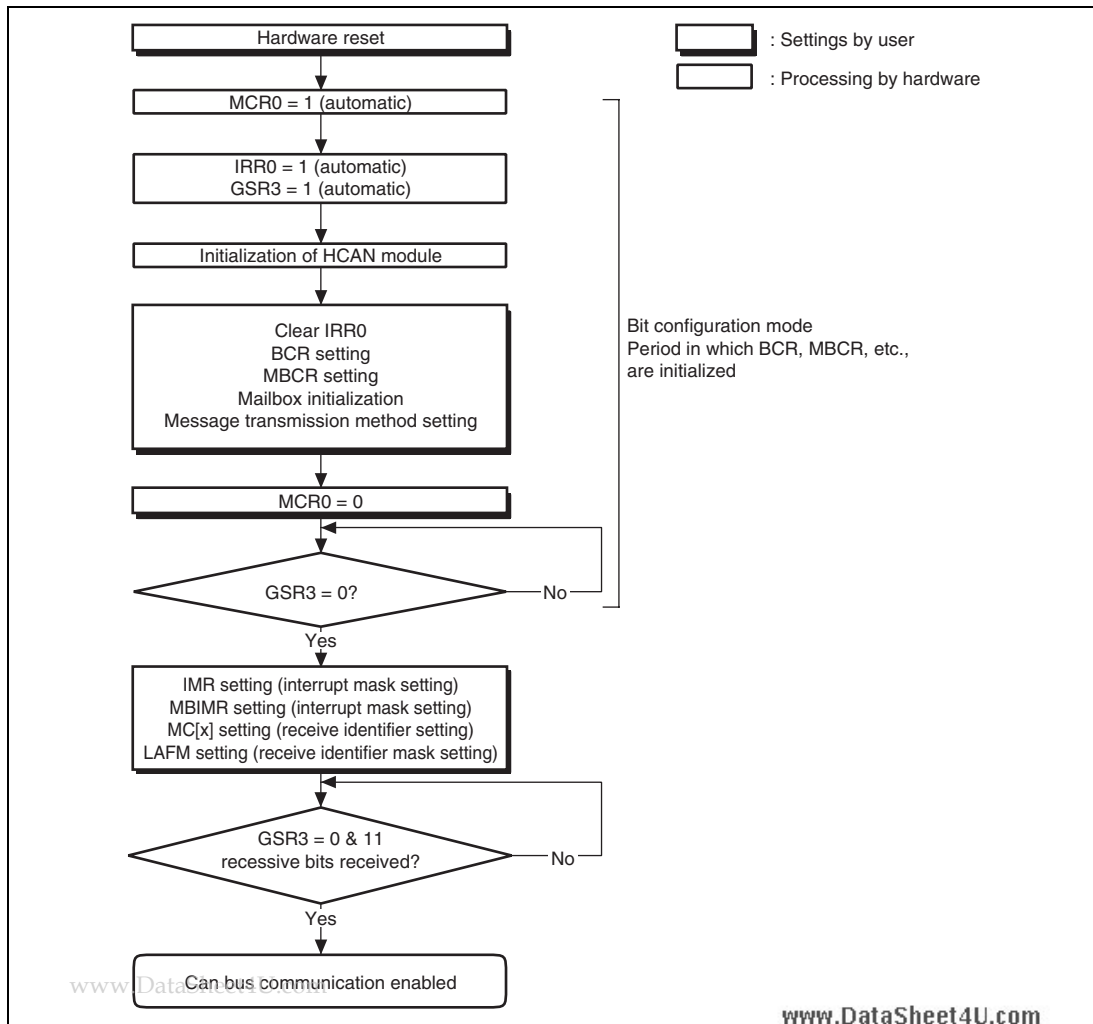 Hardware reset
: Settings by user
: Processing by hardware
MCR0 = 1 (automatic)
IRR0 = 1 (automatic)
GSR3 = 1 (automatic)
Initialization of HCAN module
Clear IRR0
BCR setting
MBCR setting
Mailbox initialization
Message transmission method setting
Bit configuration mode
Period in which BCR, MBCR, etc.,
are initialized
MCR0 = 0
GSR3 = 0?
No
Yes
IMR setting (interrupt mask setting)
MBIMR setting (interrupt mask setting)
MC[x] setting (receive identifier setting)
LAFM setting (receive identifier mask setting)
GSR3 = 0 & 11
recessive bits received?
No
Yes
Can bus communication enabled
www.DataSheet4U.com
www.DataSheet4U.com